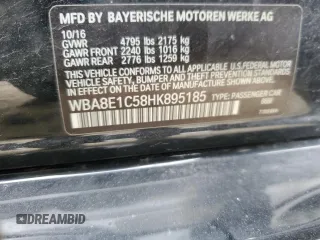 MFD BY BAYERISCHE MOTOREN WERKE AG
10/16
GVWR 4795 lbs 2175 kg
GAWR FRONT 2240 lbs 1016 kg
GAWR REAR 2776 lbs 1259 kg
THIS VEHICLE CONFORMS TO ALL APPLICABLE U.S. FEDERAL MOTOR VEHICLE SAFETY, BUMPER, AND THEFT PREVENTION STANDARDS IN EFFECT ON THE DATE OF MANUFACTURE SHOWN ABOVE.
WBA8E1C58HK895185 TYPE: PASSENGER CAR
DREAMBID